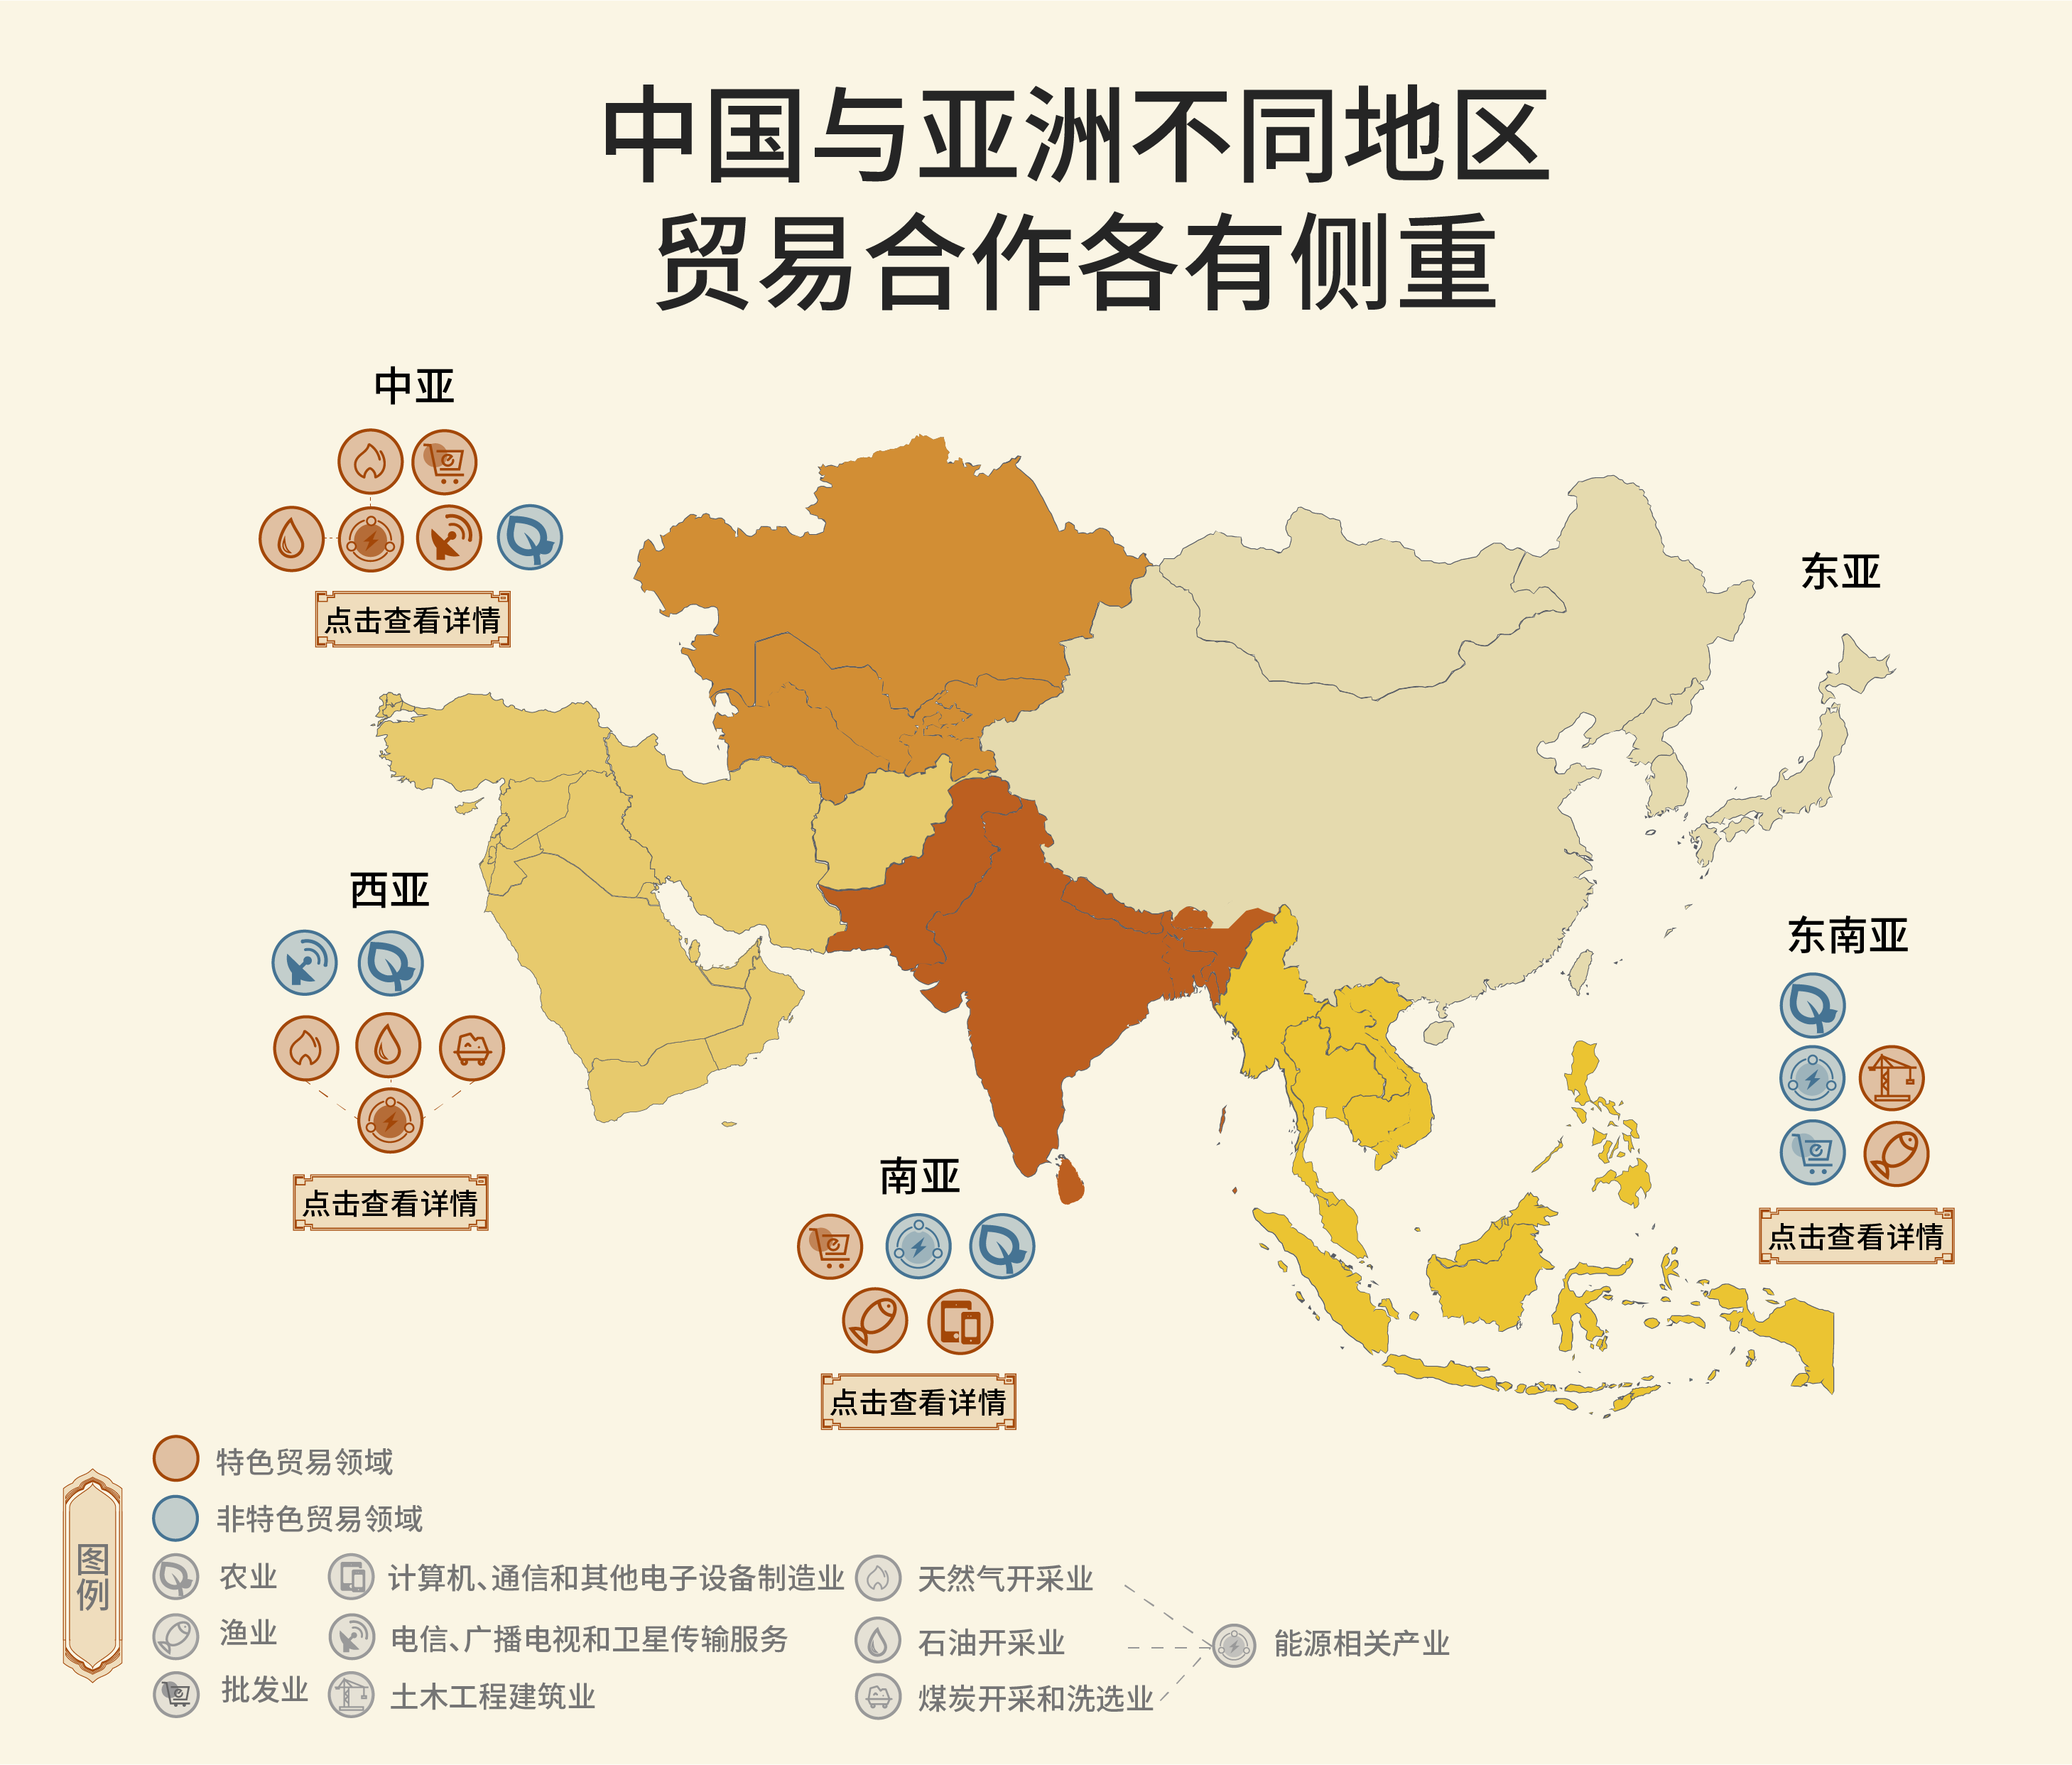 中国与亚洲不同地区
贸易合作各有侧重
中亚
点击查看详情
东亚
西亚
点击查看详情
东南亚
点击查看详情
南亚
点击查看详情
图例
特色贸易领域
非特色贸易领域
农业
计算机、通信和其他电子设备制造业
天然气开采业
渔业
电信、广播电视和卫星传输服务
石油开采业
能源相关产业
批发业
土木工程建筑业
煤炭开采和洗选业